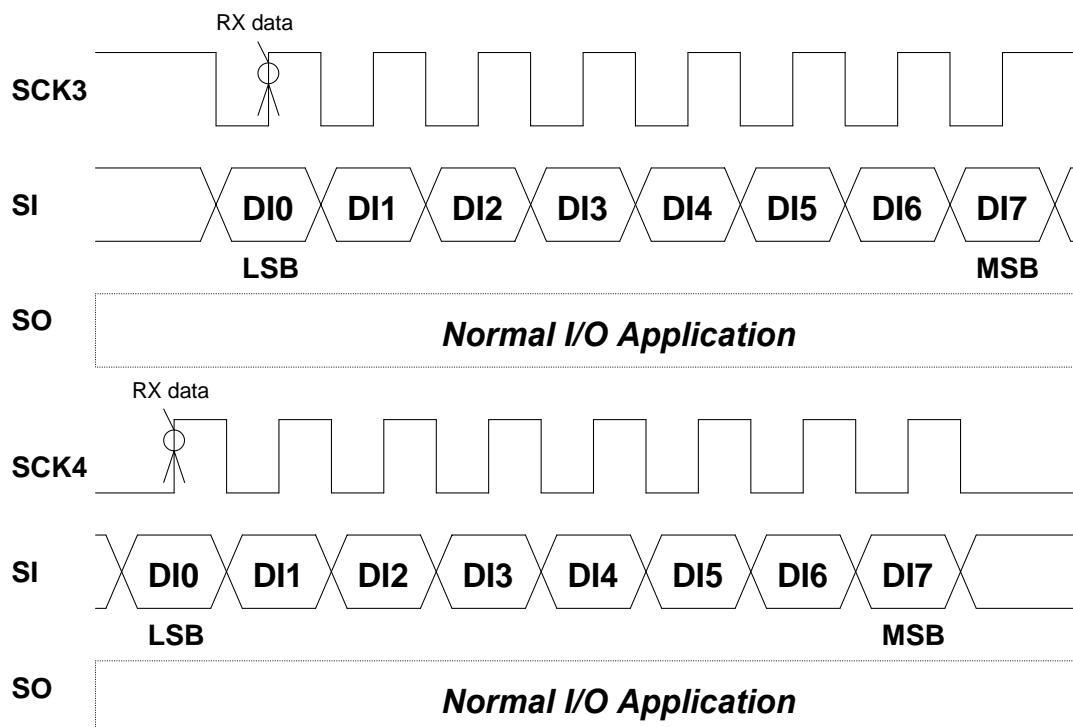 RX data
SCK3
SI DI0 DI1 DI2 DI3 DI4 DI5 DI6 DI7
LSB MSB
SO Normal I/O Application
RX data
SCK4
SI DI0 DI1 DI2 DI3 DI4 DI5 DI6 DI7
LSB MSB
SO Normal I/O Application